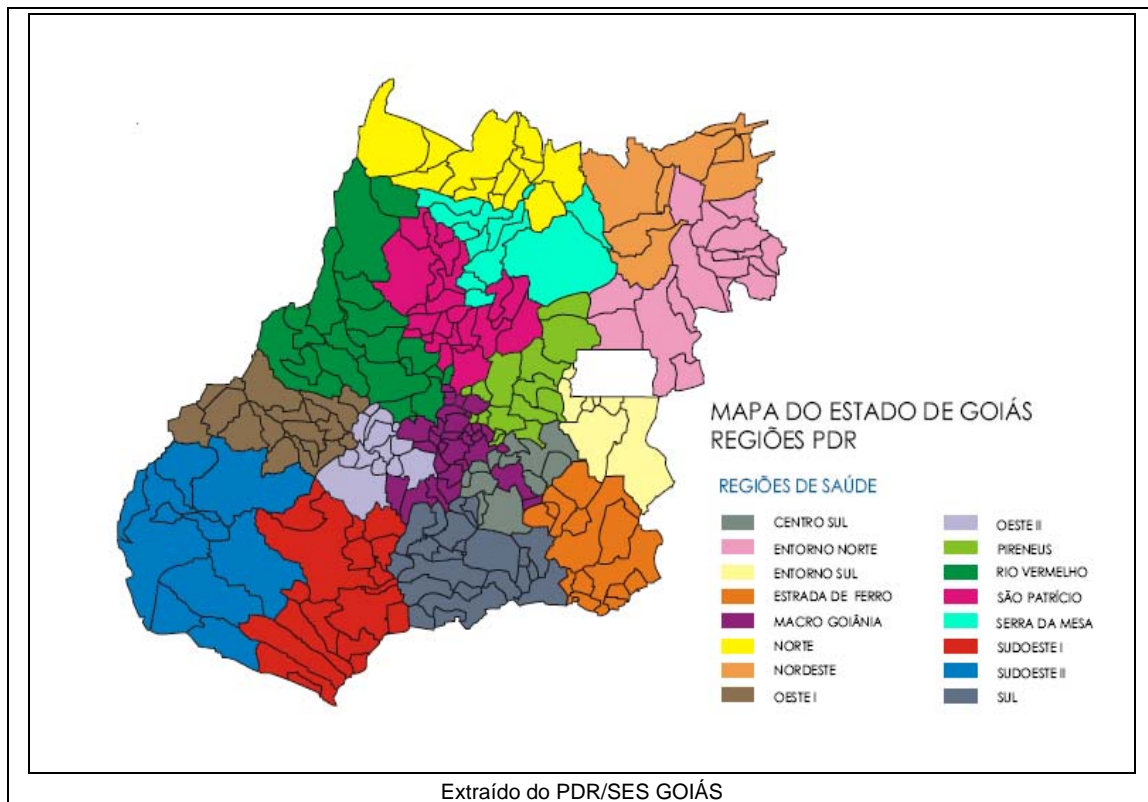 MAPA DO ESTADO DE GOIÁS
REGIÕES PDR
REGIÕES DE SAÚDE
CENTRO SUL
ENTORNO NORTE
ENTORNO SUL
ESTRADA DE FERRO
MACRO GOIÂNIA
NORTE
NORDESTE
OESTE I
OESTE II
PIRENEUS
RIO VERMELHO
SÃO PATRÍCIO
SERRA DA MESA
SUDOESTE I
SUDOESTE II
SUL
Extraído do PDR/SES GOIÁS